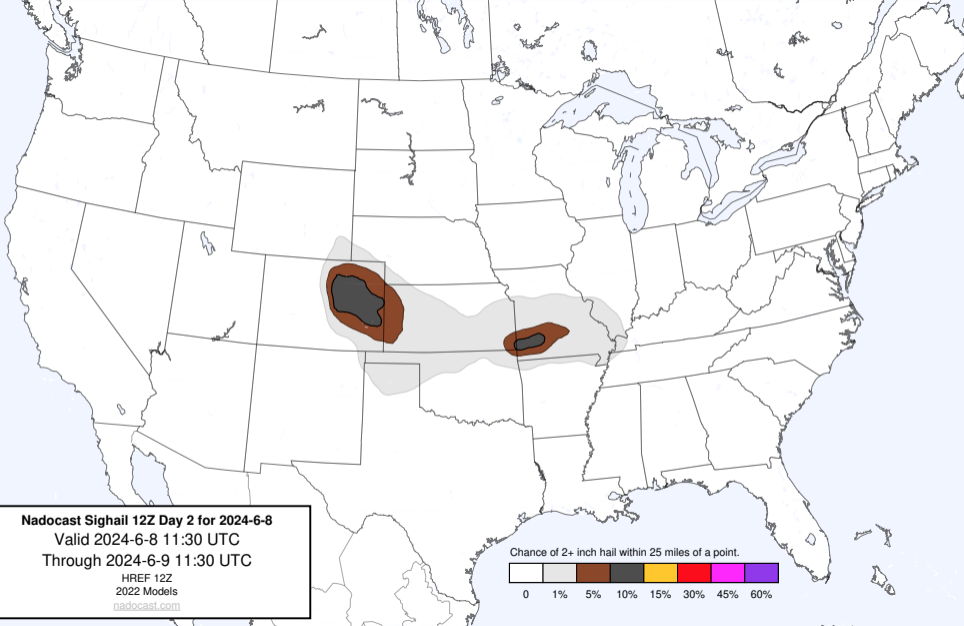 Nadocast Sighail 12Z Day 2 for 2024-6-8
Valid 2024-6-8 11:30 UTC
Through 2024-6-9 11:30 UTC
HREF 12Z
2022 Models
nadocast.com
Chance of 2+ inch hail within 25 miles of a point.
0 1% 5% 10% 15% 30% 45% 60%